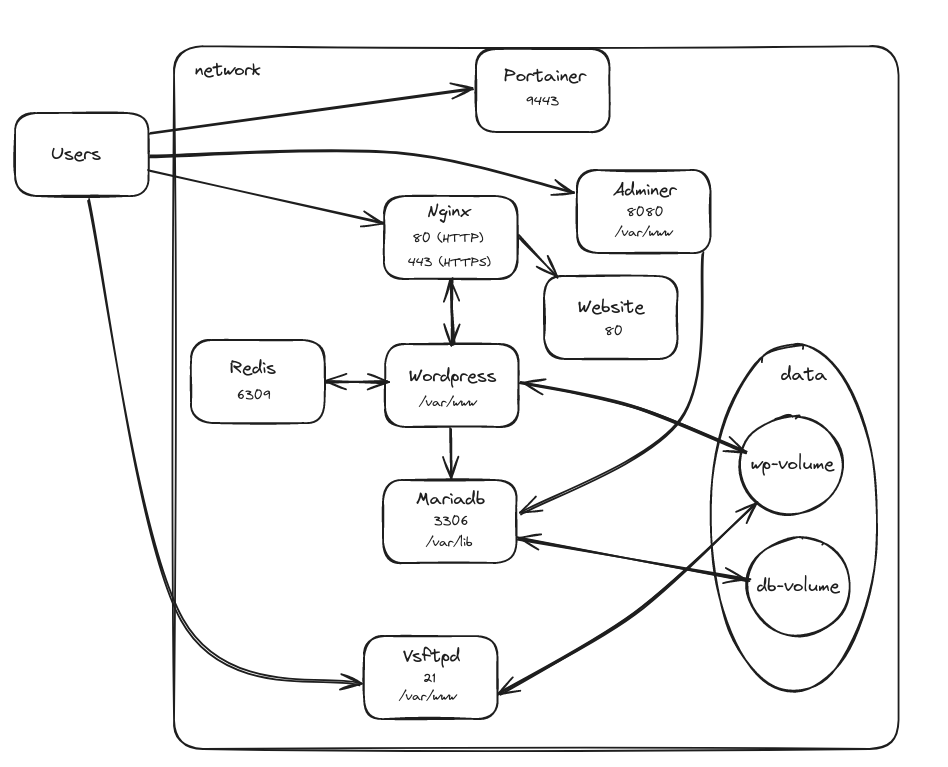 network
Portainer
9443
Users
Adminer
8080
/var/www
Nginx
80 (HTTP)
443 (HTTPS)
Website
80
Redis
6309
Wordpress
/var/www
data
wp-volume
Mariadb
3306
/var/lib
db-volume
Vsftpd
21
/var/www